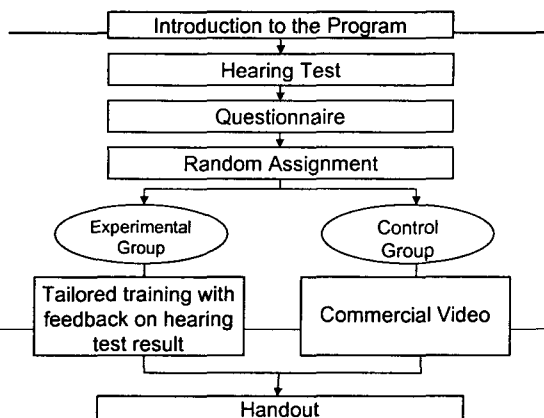 Introduction to the Program
Hearing Test
Questionnaire
Random Assignment
Experimental
Group
Control
Group
Tailored training with
feedback on hearing
test result
Commercial Video
Handout